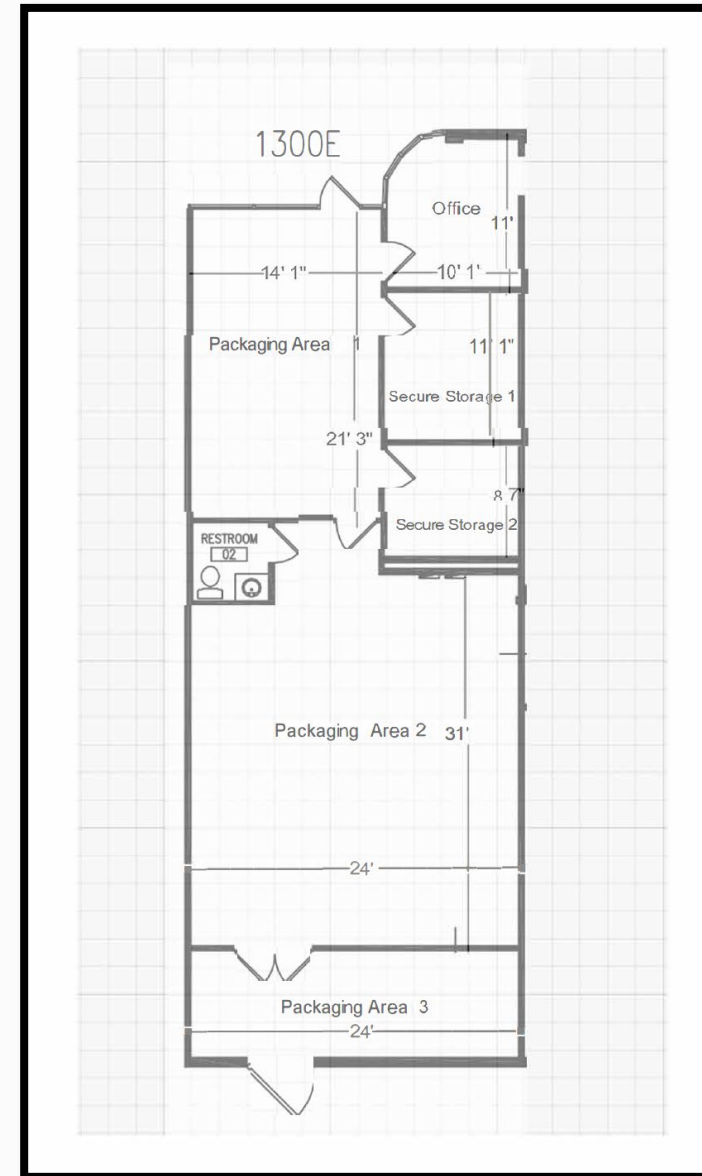 1300E
Office
11'
14' 1"
10' 1'
Packaging Area 1
11' 1"
Secure Storage 1
21' 3"
8 7"
Secure Storage 2
RESTROOM
02
Packaging Area 2
31'
24'
Packaging Area 3
24'